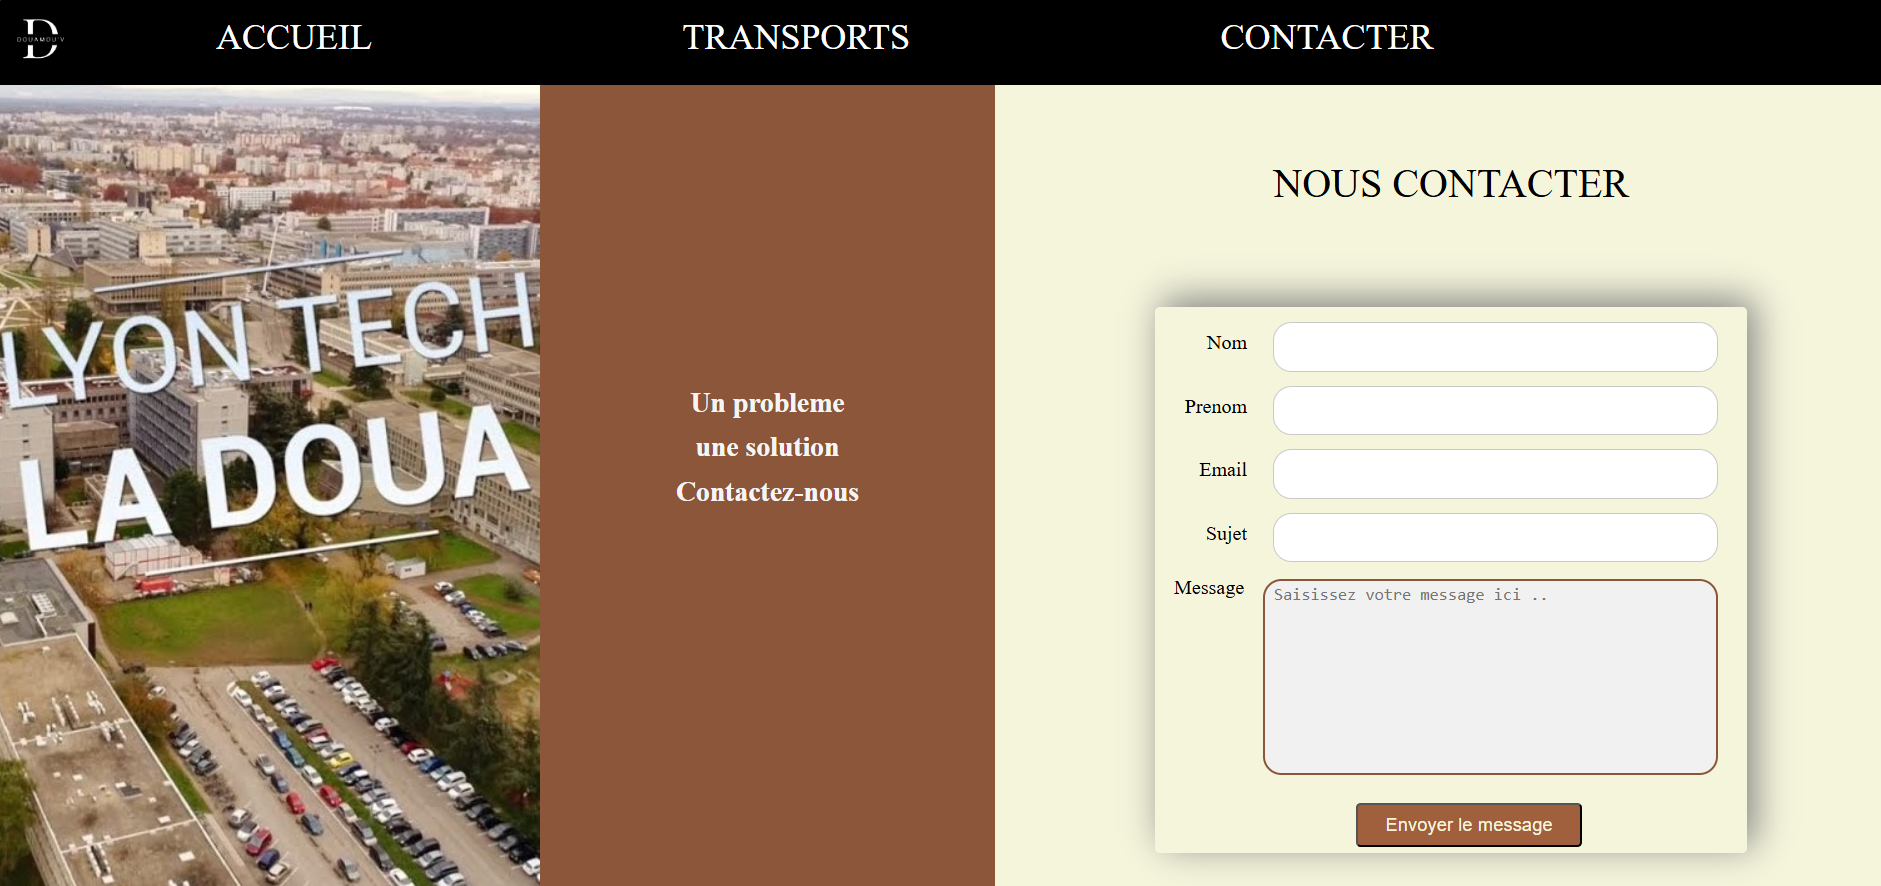 DOUAMOU'V
ACCUEIL
TRANSPORTS
CONTACTER
LYON TECH
LA DOUA
Un probleme
une solution
Contactez-nous
NOUS CONTACTER
Nom
Prenom
Email
Sujet
Message
Saisissez votre message ici ..
Envoyer le message